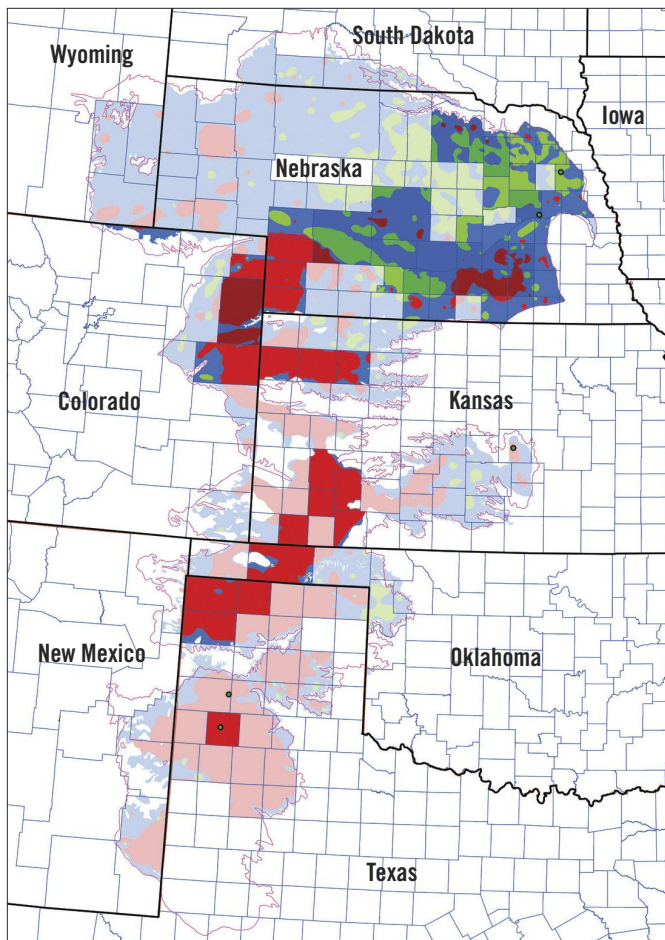 South Dakota
Wyoming
Iowa
Nebraska
Colorado
Kansas
New Mexico
Oklahoma
Texas